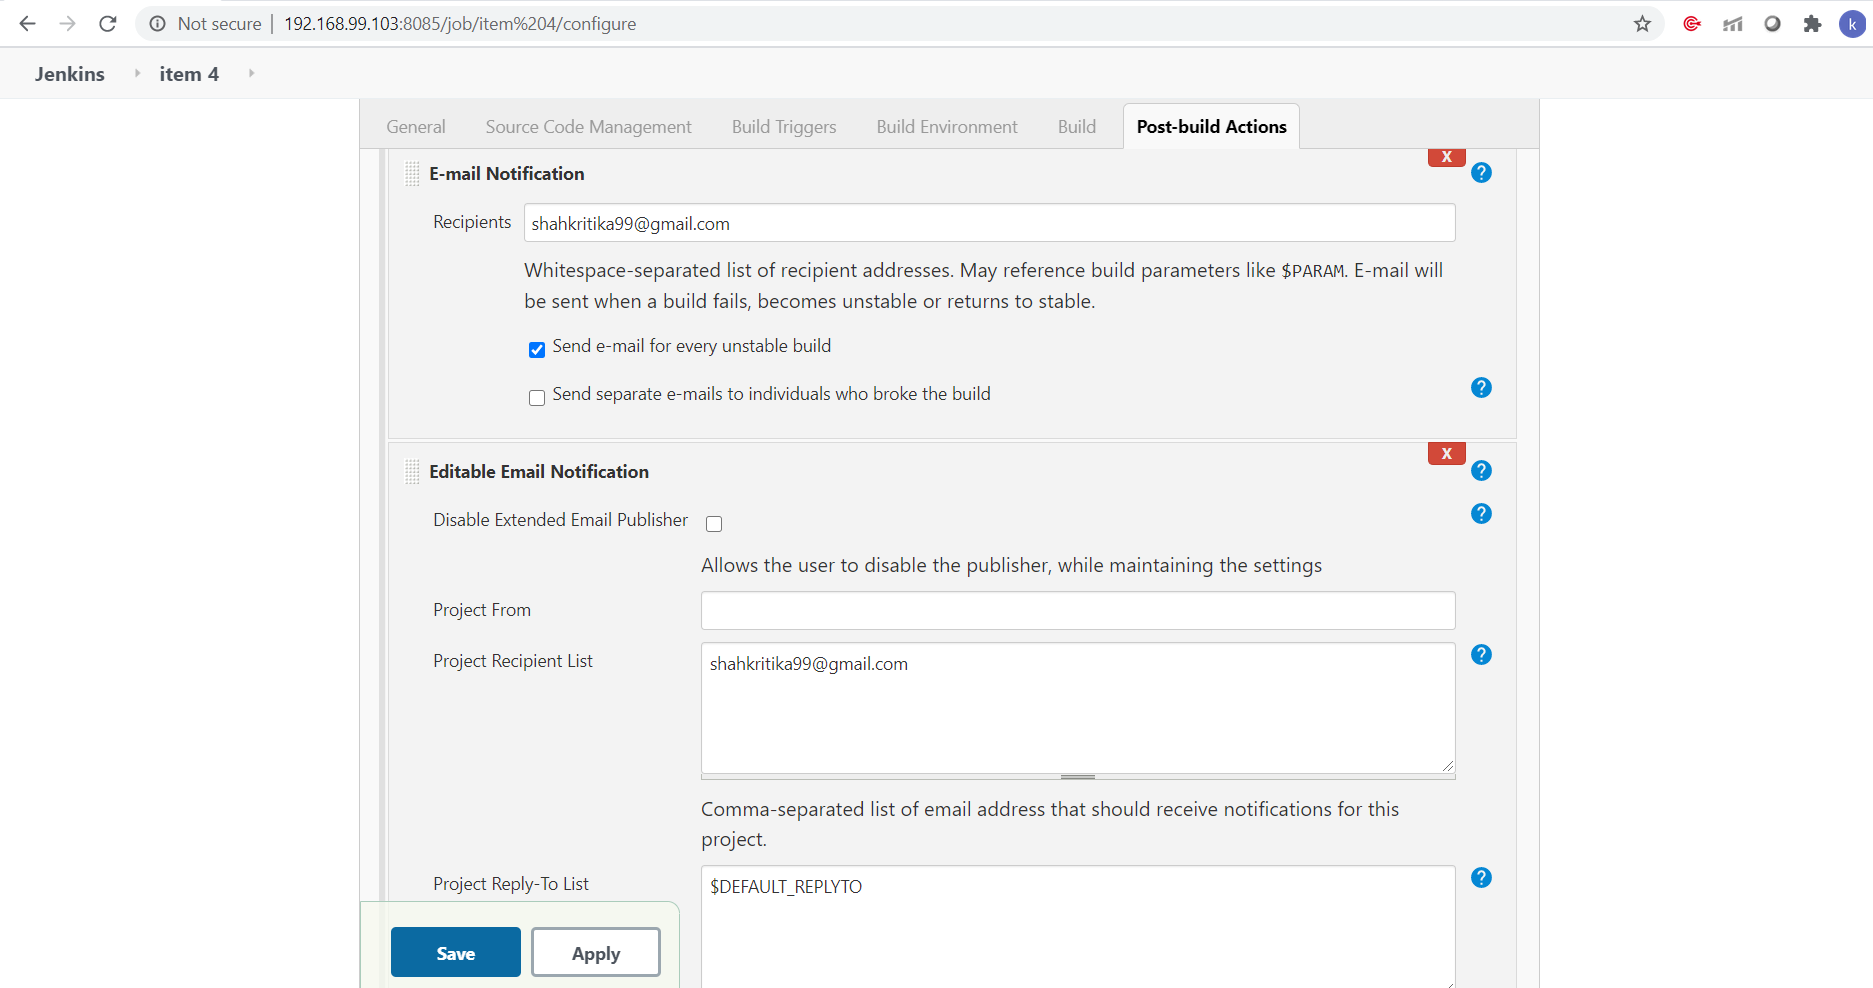 Not secure | 192.168.99.103:8085/job/item%204/configure
k
Jenkins item 4
General Source Code Management Build Triggers Build Environment Build Post-build Actions
X
E-mail Notification ?
Recipients shahkritika99@gmail.com
Whitespace-separated list of recipient addresses. May reference build parameters like $PARAM. E-mail will
be sent when a build fails, becomes unstable or returns to stable.
Send e-mail for every unstable build
Send separate e-mails to individuals who broke the build ?
X
Editable Email Notification ?
Disable Extended Email Publisher ?
Allows the user to disable the publisher, while maintaining the settings
Project From
Project Recipient List shahkritika99@gmail.com ?
Comma-separated list of email address that should receive notifications for this
project.
Project Reply-To List $DEFAULT_REPLYTO ?
Save Apply